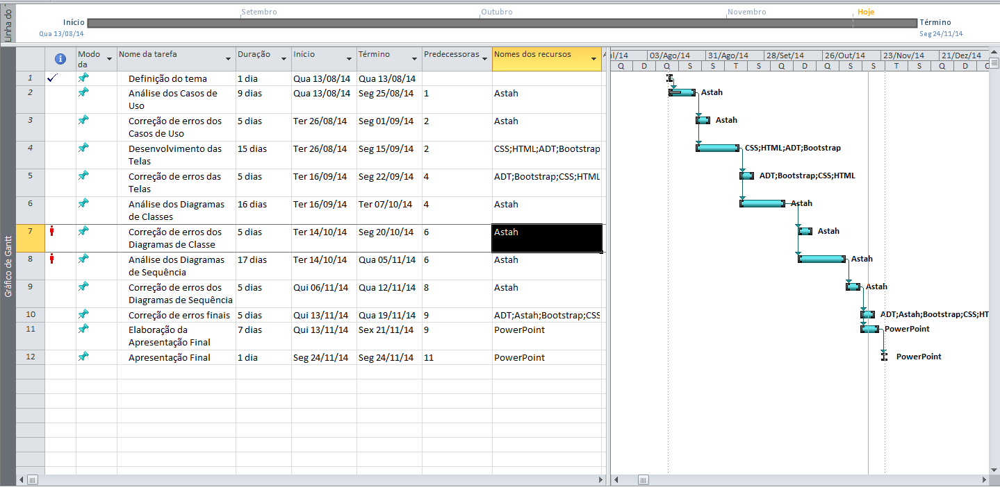 Linha do
Setembro
Outubro
Novembro
Hoje
Início
Qua 13/08/14
Término
Seg 24/11/14
Gráfico de Gantt
Modo da
Nome da tarefa
Duração
Início
Término
Predecessoras
Nomes dos recursos
1 Definição do tema 1 dia Qua 13/08/14 Qua 13/08/14
2 Análise dos Casos de 9 dias Qua 13/08/14 Seg 25/08/14 1 Astah
Uso
3 Correção de erros dos 5 dias Ter 26/08/14 Seg 01/09/14 2 Astah
Casos de Uso
4 Desenvolvimento das 15 dias Ter 26/08/14 Seg 15/09/14 2 CSS;HTML;ADT;Bootstrap
Telas
5 Correção de erros das 5 dias Ter 16/09/14 Seg 22/09/14 4 ADT;Bootstrap;CSS;HTML
Telas
6 Análise dos Diagramas 16 dias Ter 16/09/14 Ter 07/10/14 4 Astah
de Classes
7 Correção de erros dos 5 dias Ter 14/10/14 Seg 20/10/14 6 Astah
Diagramas de Classe
8 Análise dos Diagramas 17 dias Ter 14/10/14 Qua 05/11/14 6 Astah
de Sequência
9 Correção de erros dos 5 dias Qui 06/11/14 Qua 12/11/14 8 Astah
Diagramas de Sequência
10 Correção de erros finais 5 dias Qui 13/11/14 Qua 19/11/14 9 ADT;Astah;Bootstrap;CSS
11 Elaboração da 7 dias Qui 13/11/14 Sex 21/11/14 9 PowerPoint
Apresentação Final
12 Apresentação Final 1 dia Seg 24/11/14 Seg 24/11/14 11 PowerPoint
ul/14 03/Ago/14 31/Ago/14 28/Set/14 26/Out/14 23/Nov/14 21/Dez/14
Q D Q S S T S Q D Q S S T S Q D
Astah
Astah
CSS;HTML;ADT;Bootstrap
ADT;Bootstrap;CSS;HTML
Astah
Astah
Astah
Astah
ADT;Astah;Bootstrap;CSS;HT
PowerPoint
PowerPoint